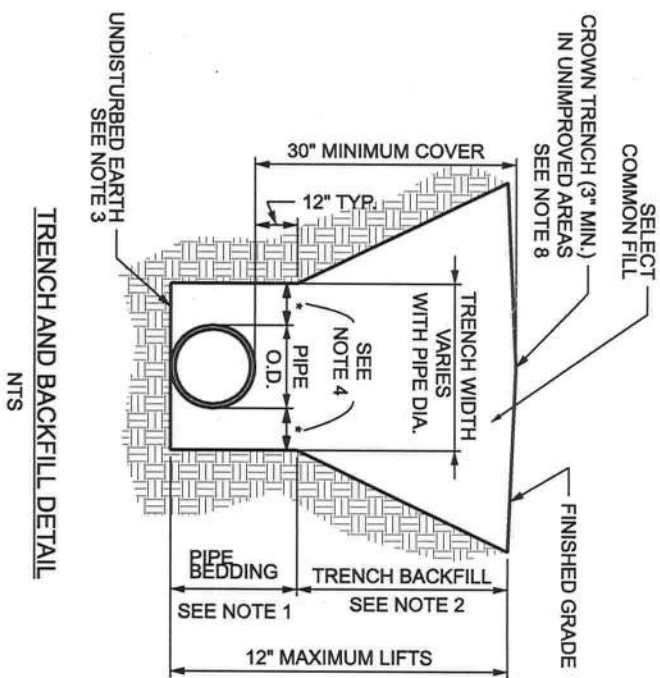 CROWN TRENCH (3" MIN.)
IN UNIMPROVED AREAS
SEE NOTE 8
SELECT
COMMON FILL
FINISHED GRADE
30" MINIMUM COVER
12" TYP.
TRENCH WIDTH
VARIES
WITH PIPE DIA.
SEE
NOTE 4
*
*
PIPE
O.D.
TRENCH BACKFILL
SEE NOTE 2
PIPE
BEDDING
SEE NOTE 1
12" MAXIMUM LIFTS
UNDISTURBED EARTH
SEE NOTE 3
TRENCH AND BACKFILL DETAIL
NTS